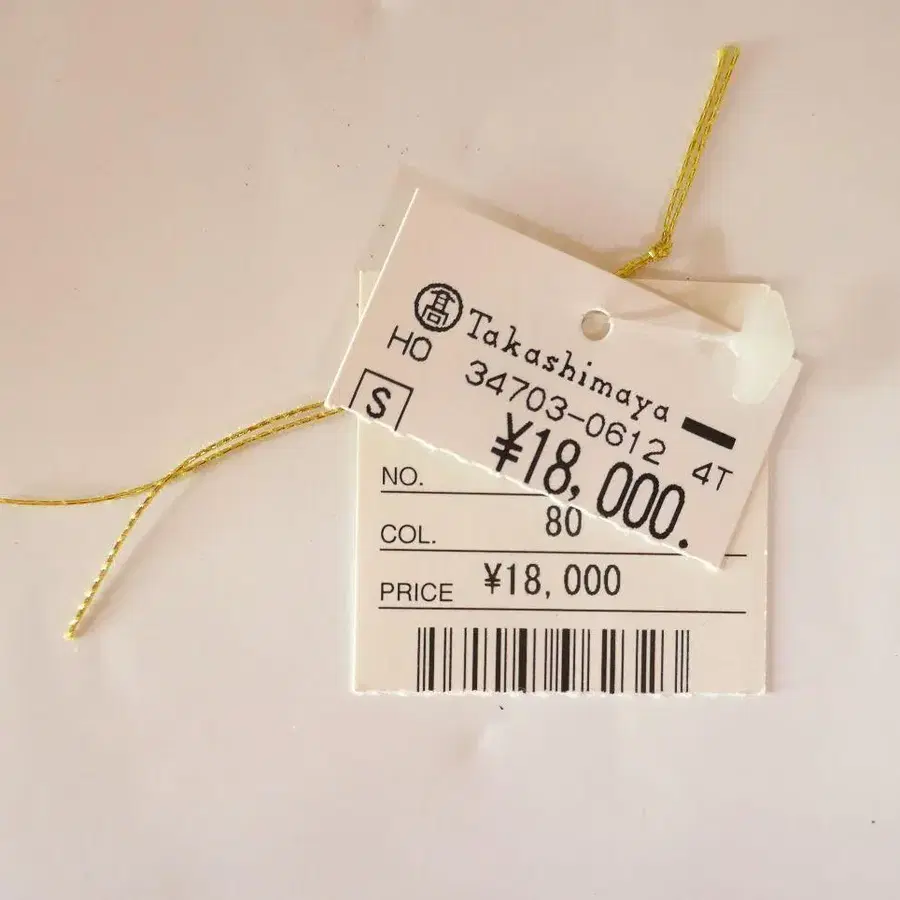 髙 Takashimaya
HO 34703-0612 4T
S ¥18,000.
NO.
COL. 80
PRICE ¥18,000